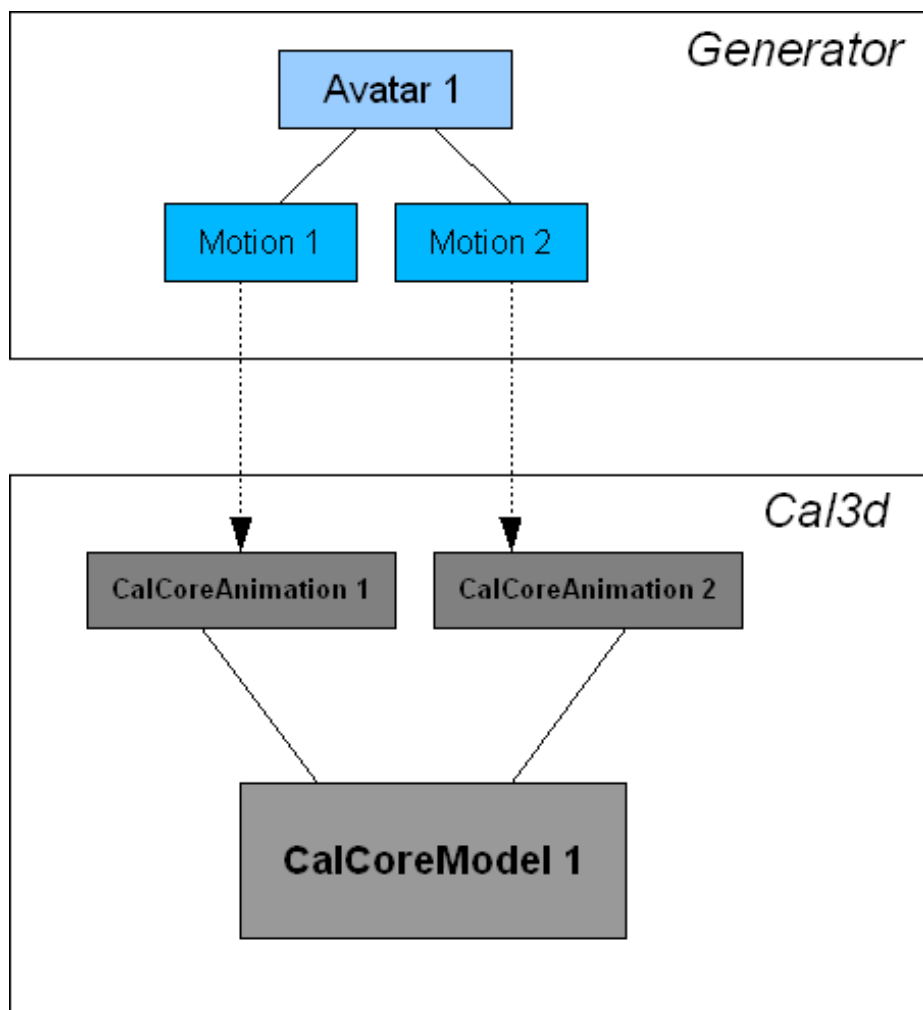 Generator
Avatar 1
Motion 1
Motion 2
Cal3d
CalCoreAnimation 1
CalCoreAnimation 2
CalCoreModel 1